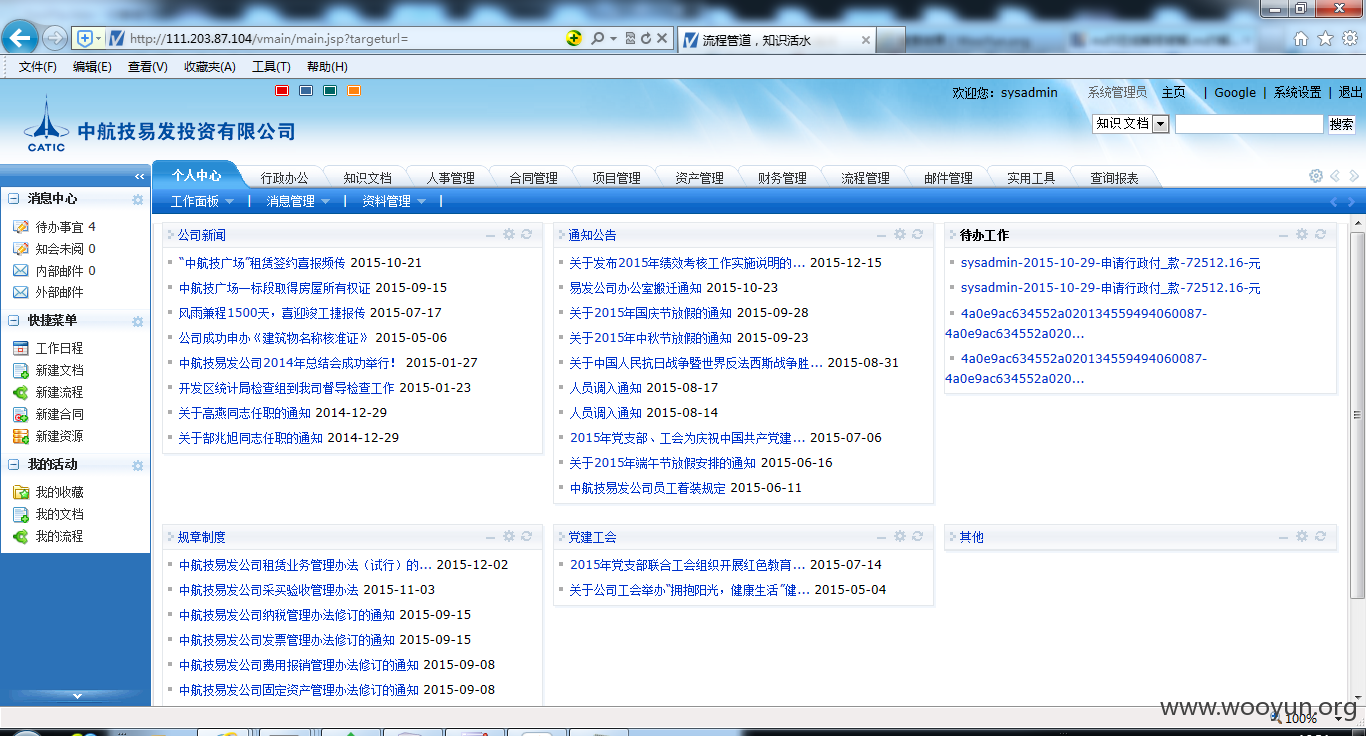 http://111.203.87.104/vmain/main.jsp?targeturl=
流程管道，知识活水
文件(F) 编辑(E) 查看(V) 收藏夹(A) 工具(T) 帮助(H)
欢迎您：sysadmin 系统管理员 主页 | Google | 系统设置 | 退出
CATIC
中航技易发投资有限公司
知识文档 搜索
个人中心 行政办公 知识文档 人事管理 合同管理 项目管理 资产管理 财务管理 流程管理 邮件管理 实用工具 查询报表
工作面板 | 消息管理 | 资料管理 |
消息中心
待办事宜 4
知会未阅 0
内部邮件 0
外部邮件
快捷菜单
工作日程
新建文档
新建流程
新建合同
新建资源
我的活动
我的收藏
我的文档
我的流程
公司新闻
“中航技广场”租赁签约喜报频传 2015-10-21
中航技广场一标段取得房屋所有权证 2015-09-15
风雨兼程1500天，喜迎竣工捷报传 2015-07-17
公司成功申办《建筑物名称核准证》 2015-05-06
中航技易发公司2014年总结会成功举行！ 2015-01-27
开发区统计局检查组到我司督导检查工作 2015-01-23
关于高燕同志任职的通知 2014-12-29
关于郜兆旭同志任职的通知 2014-12-29
通知公告
关于发布2015年绩效考核工作实施说明的... 2015-12-15
易发公司办公室搬迁通知 2015-10-23
关于2015年国庆节放假的通知 2015-09-28
关于2015年中秋节放假的通知 2015-09-23
关于中国人民抗日战争暨世界反法西斯战争胜... 2015-08-31
人员调入通知 2015-08-17
人员调入通知 2015-08-14
2015年党支部、工会为庆祝中国共产党建... 2015-07-06
关于2015年端午节放假安排的通知 2015-06-16
中航技易发公司员工着装规定 2015-06-11
待办工作
sysadmin-2015-10-29-申请行政付_款-72512.16-元
sysadmin-2015-10-29-申请行政付_款-72512.16-元
4a0e9ac634552a020134559494060087-
4a0e9ac634552a020...
4a0e9ac634552a020134559494060087-
4a0e9ac634552a020...
规章制度
中航技易发公司租赁业务管理办法（试行）的... 2015-12-02
中航技易发公司采买验收管理办法 2015-11-03
中航技易发公司纳税管理办法修订的通知 2015-09-15
中航技易发公司发票管理办法修订的通知 2015-09-15
中航技易发公司费用报销管理办法修订的通知 2015-09-08
中航技易发公司固定资产管理办法修订的通知 2015-09-08
党建工会
2015年党支部联合工会组织开展红色教育... 2015-07-14
关于公司工会举办“拥抱阳光，健康生活”健... 2015-05-04
其他
www.wooyun.org
100%